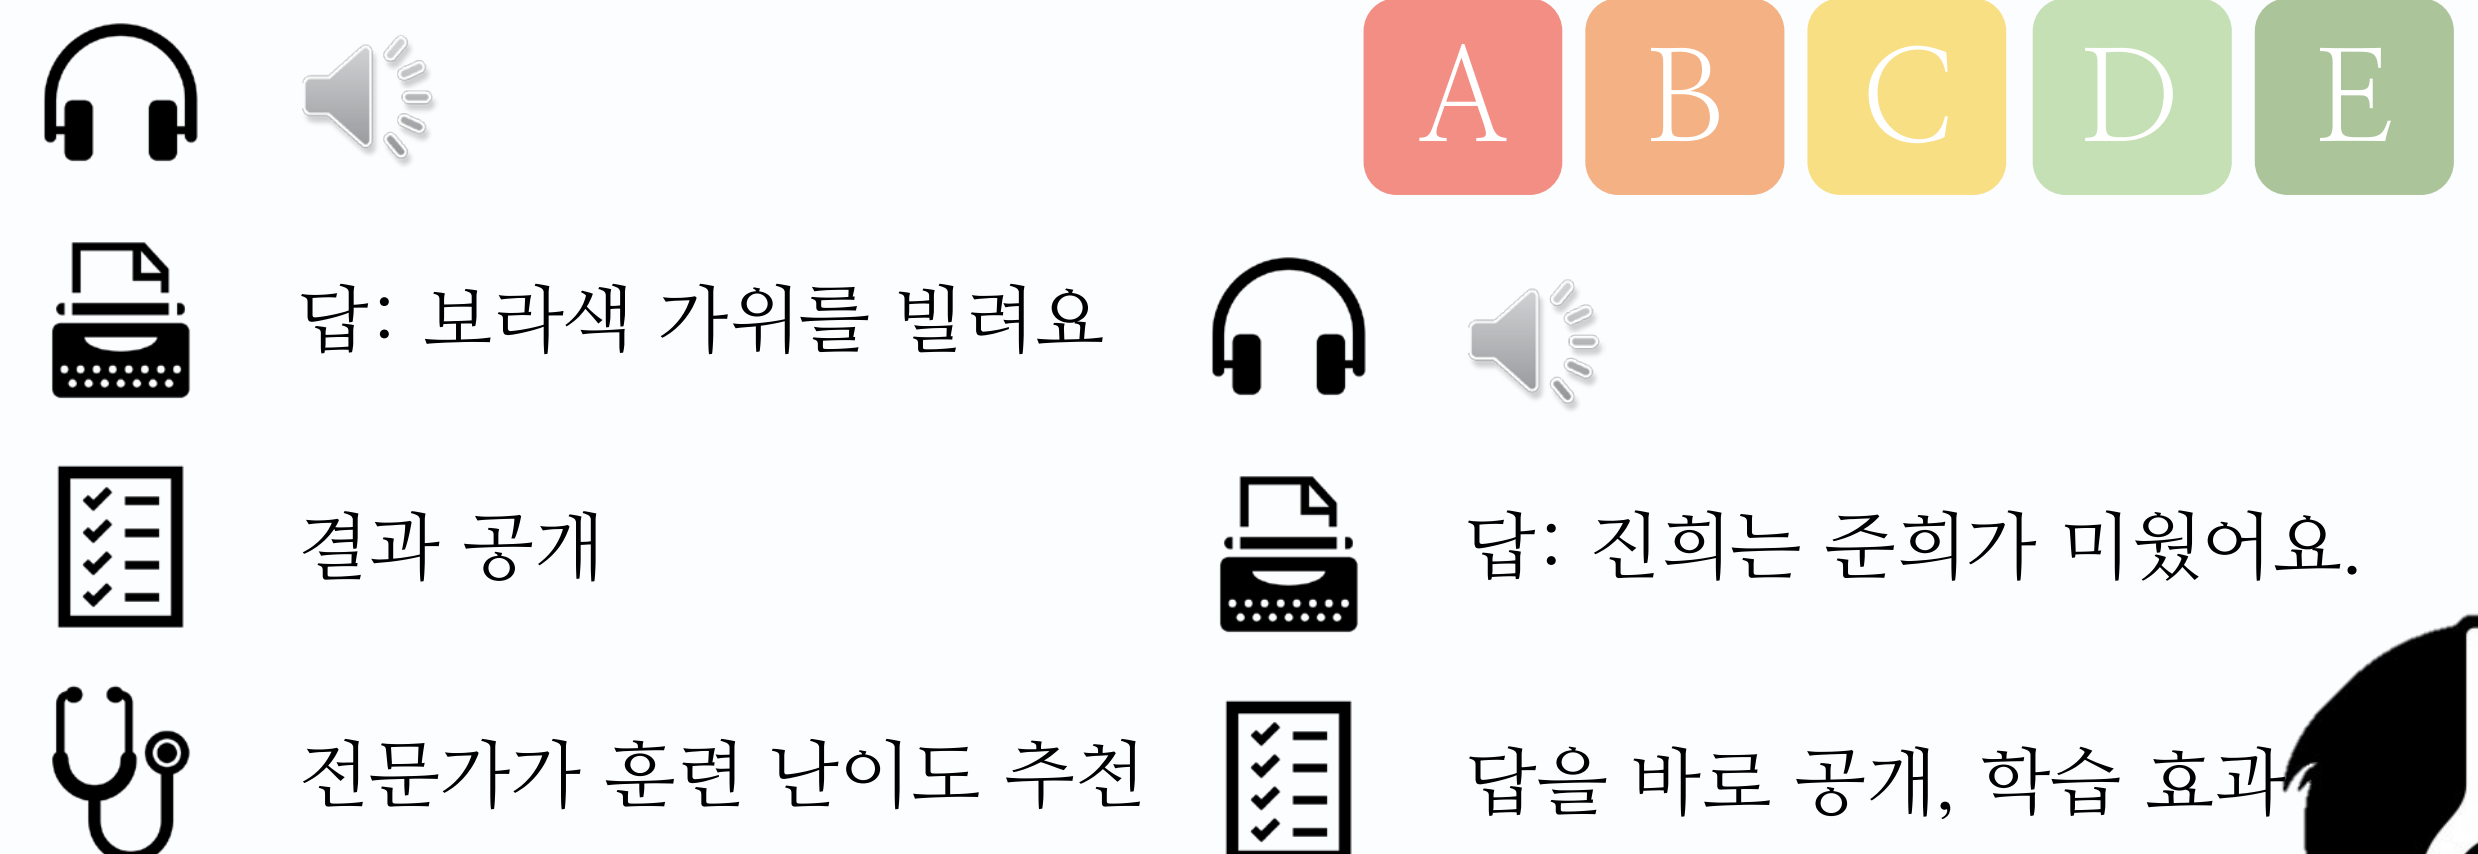 A B C D E
답: 보라색 가위를 빌려요
결과 공개
전문가가 훈련 난이도 추천
답: 진희는 준희가 미웠어요.
답을 바로 공개, 학습 효과